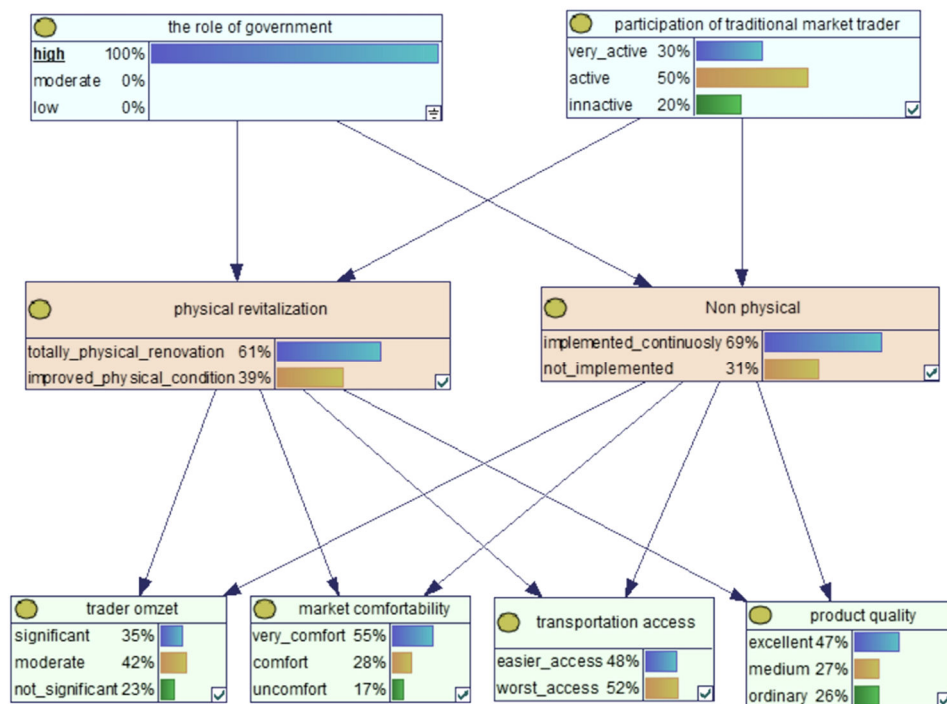 the role of government
high 100%
moderate 0%
low 0%
participation of traditional market trader
very_active 30%
active 50%
innactive 20%
physical revitalization
totally_physical_renovation 61%
improved_physical_condition 39%
Non physical
implemented_continuosly 69%
not_implemented 31%
trader omzet
significant 35%
moderate 42%
not_significant 23%
market comfortability
very_comfort 55%
comfort 28%
uncomfort 17%
transportation access
easier_access 48%
worst_access 52%
product quality
excellent 47%
medium 27%
ordinary 26%